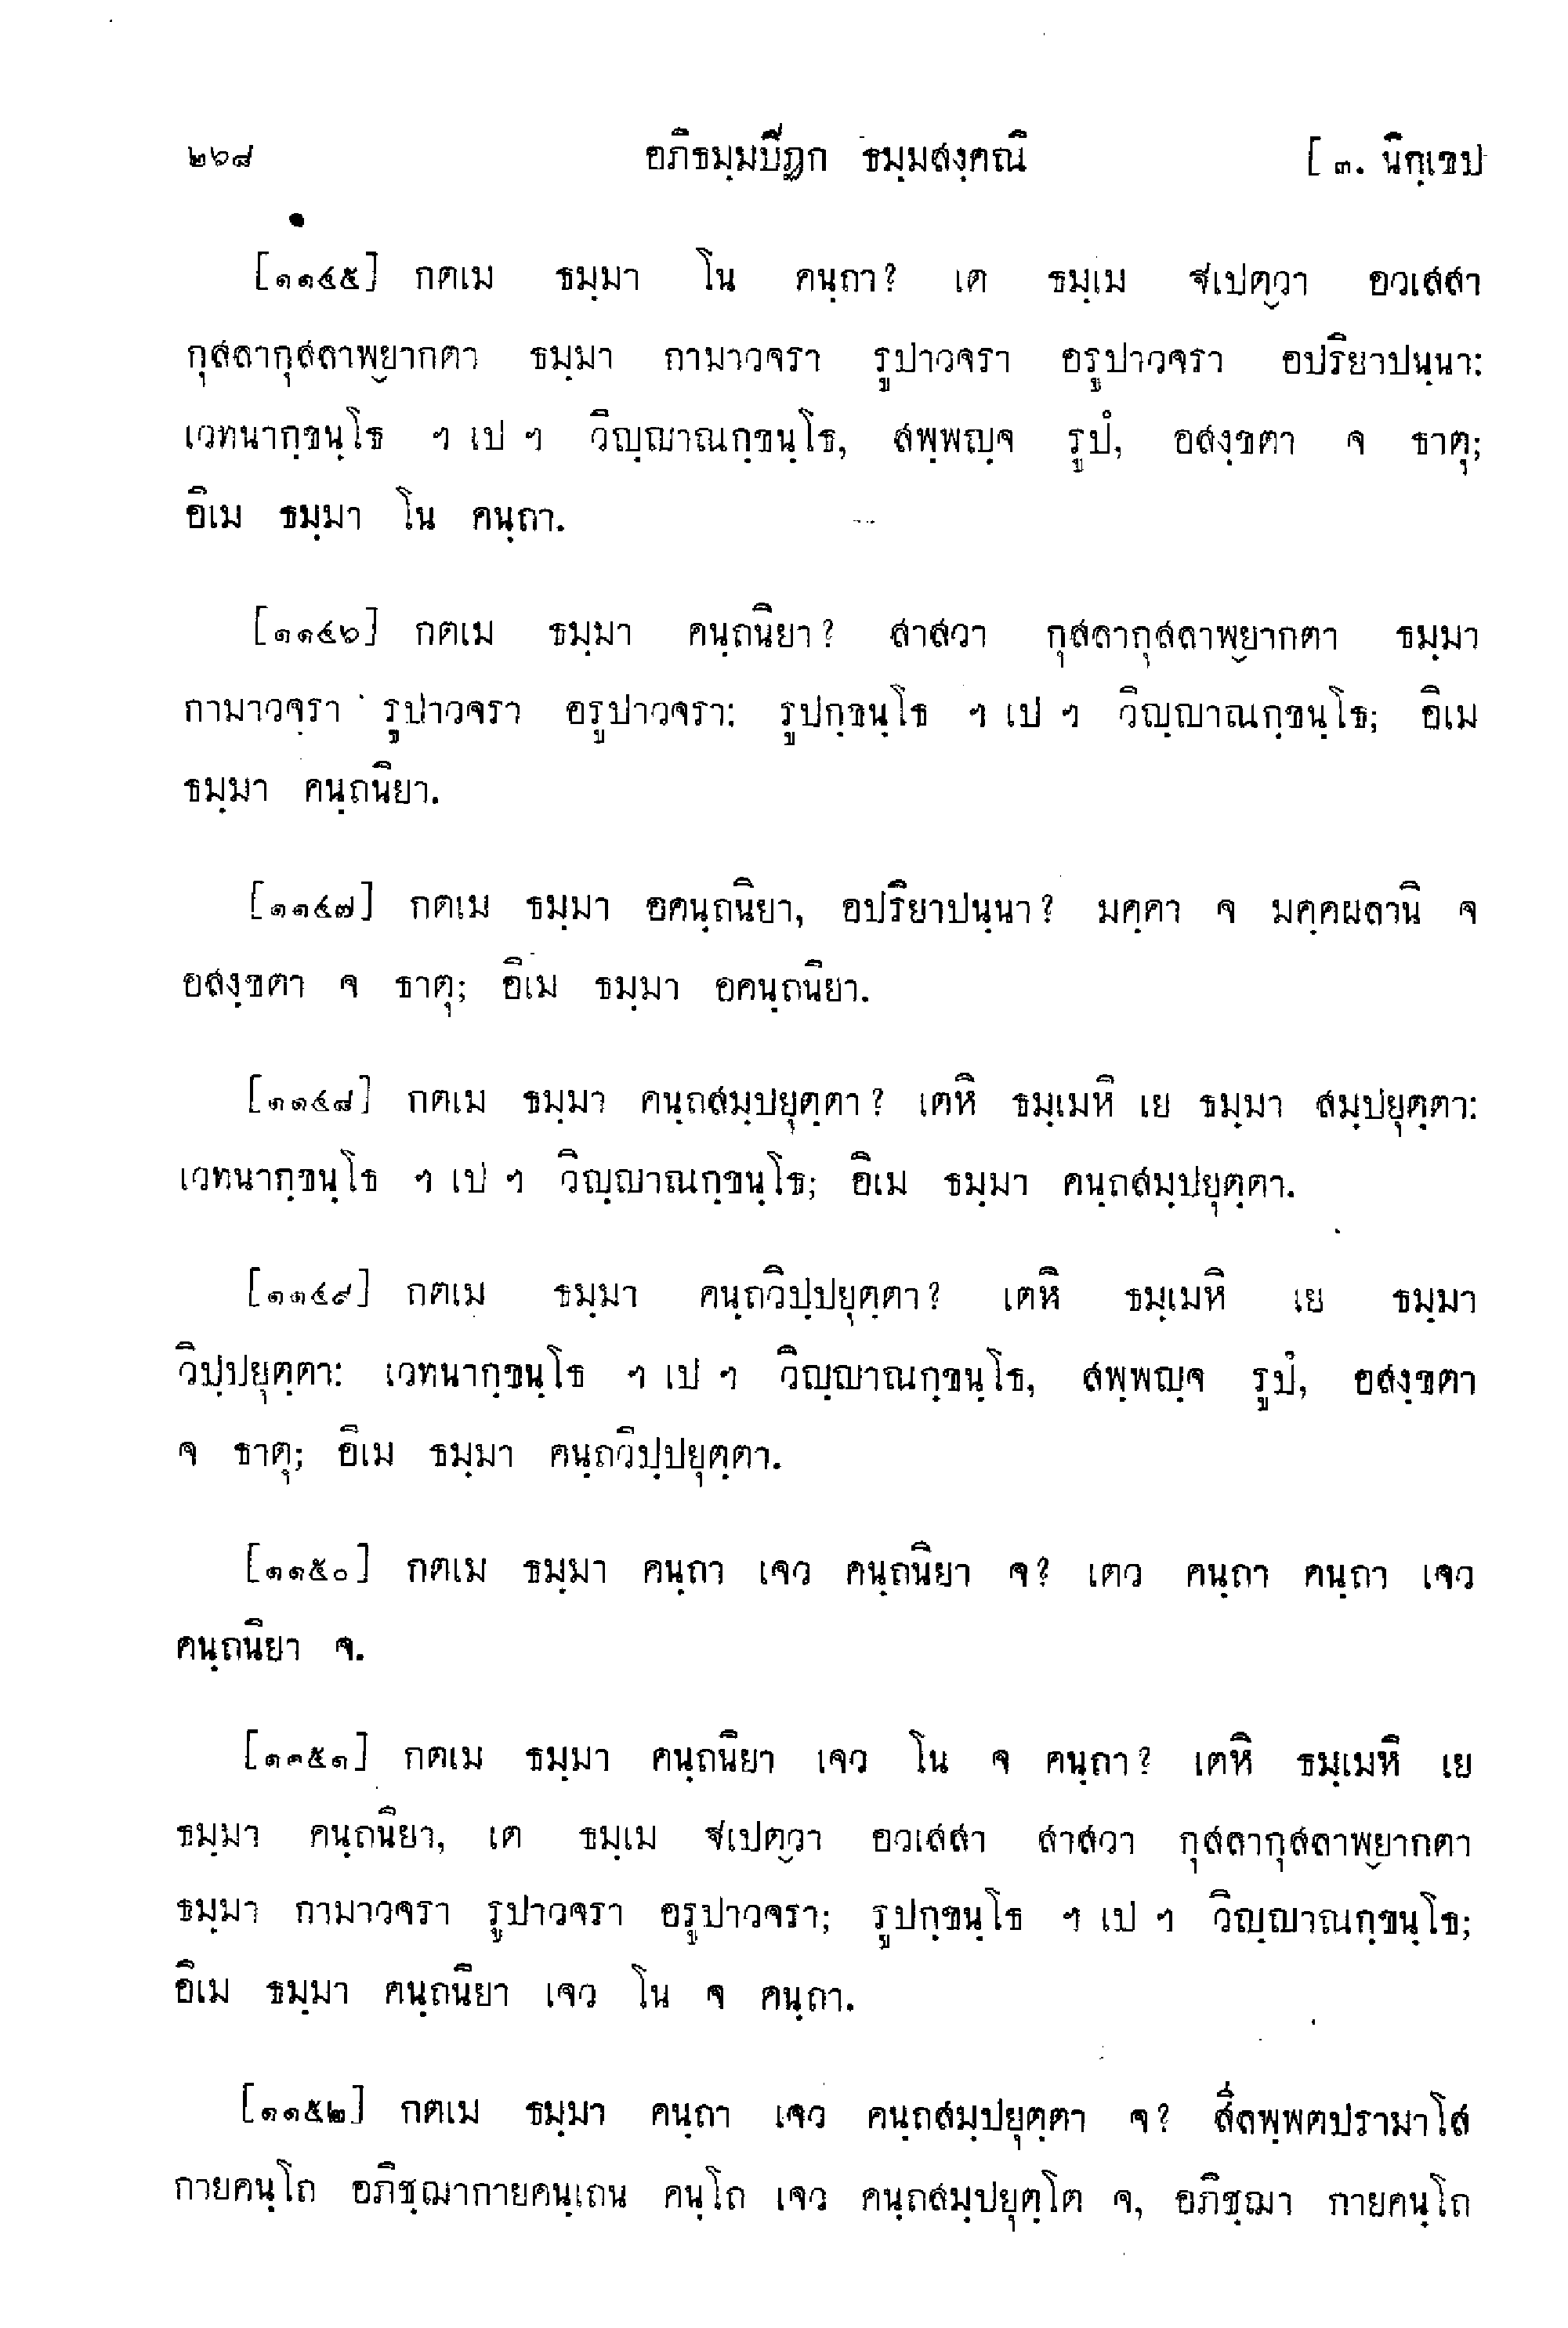 ๒๖๘ อภิธมฺมปิฏก ธมฺมสงฺคณี [ ๓. นิกฺเขป
[๑๑๔๕] กตเม ธมฺมา โน คนฺถา? เต ธมฺเม ฐเปตฺวา อวเสสา
กุสลากุสลาพฺยากตา ธมฺมา กามาวจรา รูปาวจรา อรูปาวจรา อปริยาปนฺนา:
เวทนากฺขนฺโธ ฯ เป ฯ วิญฺญาณกฺขนฺโธ, สพฺพญฺจ รูปํ, อสงฺขตา จ ธาตุ;
อิเม ธมฺมา โน คนฺถา.
[๑๑๔๖] กตเม ธมฺมา คนฺถนิยา? สาสวา กุสลากุสลาพฺยากตา ธมฺมา
กามาวจรา รูปาวจรา อรูปาวจรา: รูปกฺขนฺโธ ฯ เป ฯ วิญฺญาณกฺขนฺโธ; อิเม
ธมฺมา คนฺถนิยา.
[๑๑๔๗] กตเม ธมฺมา อคนฺถนิยา, อปริยาปนฺนา? มคฺคา จ มคฺคผลานิ จ
อสงฺขตา จ ธาตุ; อิเม ธมฺมา อคนฺถนิยา.
[๑๑๔๘] กตเม ธมฺมา คนฺถสมฺปยุตฺตา? เตหิ ธมฺเมหิ เย ธมฺมา สมฺปยุตฺตา:
เวทนากฺขนฺโธ ฯ เป ฯ วิญฺญาณกฺขนฺโธ; อิเม ธมฺมา คนฺถสมฺปยุตฺตา.
[๑๑๔๙] กตเม ธมฺมา คนฺถวิปฺปยุตฺตา? เตหิ ธมฺเมหิ เย ธมฺมา
วิปฺปยุตฺตา: เวทนากฺขนฺโธ ฯ เป ฯ วิญฺญาณกฺขนฺโธ, สพฺพญฺจ รูปํ, อสงฺขตา
จ ธาตุ; อิเม ธมฺมา คนฺถวิปฺปยุตฺตา.
[๑๑๕๐] กตเม ธมฺมา คนฺถา เจว คนฺถนิยา จ? เตว คนฺถา คนฺถา เจว
คนฺถนิยา จ.
[๑๑๕๑] กตเม ธมฺมา คนฺถนิยา เจว โน จ คนฺถา? เตหิ ธมฺเมหิ เย
ธมฺมา คนฺถนิยา, เต ธมฺเม ฐเปตฺวา อวเสสา สาสวา กุสลากุสลาพฺยากตา
ธมฺมา กามาวจรา รูปาวจรา อรูปาวจรา; รูปกฺขนฺโธ ฯ เป ฯ วิญฺญาณกฺขนฺโธ;
อิเม ธมฺมา คนฺถนิยา เจว โน จ คนฺถา.
[๑๑๕๒] กตเม ธมฺมา คนฺถา เจว คนฺถสมฺปยุตฺตา จ? สีลพฺพตปรามาโส
กายคนฺโถ อภิชฺฌากายคนฺเถน คนฺโถ เจว คนฺถสมฺปยุตฺโต จ, อภิชฺฌา กายคนฺโถ